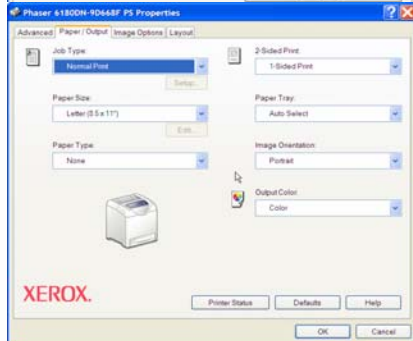 Phaser 6180DN-9D668F PS Properties
Advanced Paper / Output Image Options Layout
Job Type:
Normal Print
Setup...
Paper Size:
Letter (8.5 x 11")
Edit...
Paper Type:
None
2-Sided Print:
1-Sided Print
Paper Tray:
Auto Select
Image Orientation:
Portrait
Output Color:
Color
XEROX.
Printer Status Defaults Help
OK Cancel